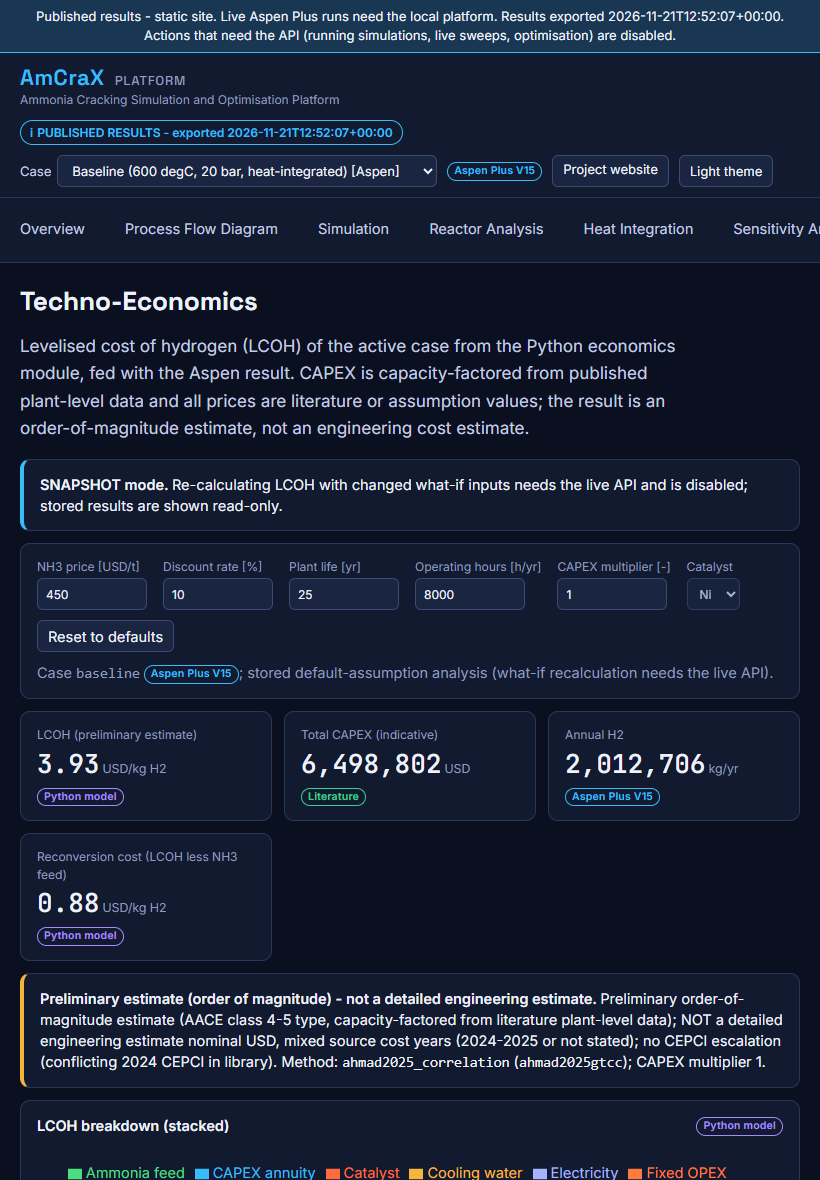 Published results - static site. Live Aspen Plus runs need the local platform. Results exported 2026-11-21T12:52:07+00:00.
Actions that need the API (running simulations, live sweeps, optimisation) are disabled.
AmCraX PLATFORM
Ammonia Cracking Simulation and Optimisation Platform
i PUBLISHED RESULTS - exported 2026-11-21T12:52:07+00:00
Case Baseline (600 degC, 20 bar, heat-integrated) [Aspen] Aspen Plus V15 Project website Light theme
Overview Process Flow Diagram Simulation Reactor Analysis Heat Integration Sensitivity A
Techno-Economics
Levelised cost of hydrogen (LCOH) of the active case from the Python economics
module, fed with the Aspen result. CAPEX is capacity-factored from published
plant-level data and all prices are literature or assumption values; the result is an
order-of-magnitude estimate, not an engineering cost estimate.
SNAPSHOT mode. Re-calculating LCOH with changed what-if inputs needs the live API and is disabled;
stored results are shown read-only.
NH3 price [USD/t] Discount rate [%] Plant life [yr] Operating hours [h/yr] CAPEX multiplier [-] Catalyst
450 10 25 8000 1 Ni
Reset to defaults
Case baseline Aspen Plus V15; stored default-assumption analysis (what-if recalculation needs the live API).
LCOH (preliminary estimate) Total CAPEX (indicative) Annual H2
3.93 USD/kg H2 6,498,802 USD 2,012,706 kg/yr
Python model Literature Aspen Plus V15
Reconversion cost (LCOH less NH3
feed)
0.88 USD/kg H2
Python model
Preliminary estimate (order of magnitude) - not a detailed engineering estimate. Preliminary order-of-
magnitude estimate (AACE class 4-5 type, capacity-factored from literature plant-level data); NOT a detailed
engineering estimate nominal USD, mixed source cost years (2024-2025 or not stated); no CEPCI escalation
(conflicting 2024 CEPCI in library). Method: ahmad2025_correlation (ahmad2025gtcc); CAPEX multiplier 1.
LCOH breakdown (stacked) Python model
Ammonia feed CAPEX annuity Catalyst Cooling water Electricity Fixed OPEX